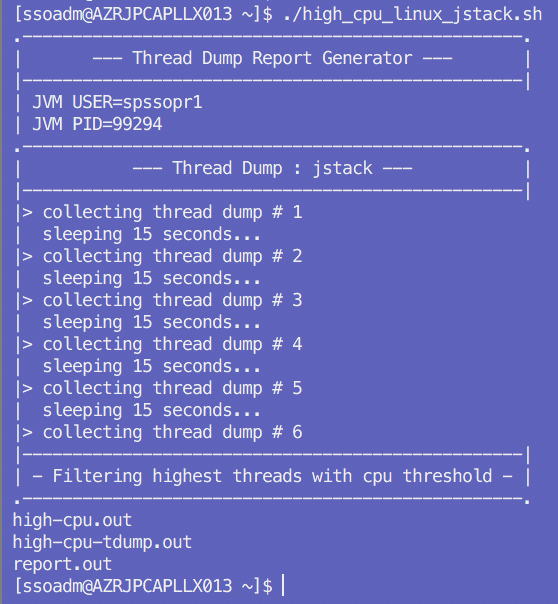 [ssoadm@AZRJPCAPLLX013 ~]$ ./high_cpu_linux_jstack.sh
.--------------------------------------------------.
|       --- Thread Dump Report Generator ---       |
|--------------------------------------------------|
| JVM USER=spssopr1
| JVM PID=99294
.--------------------------------------------------.
|           --- Thread Dump : jstack ---           |
|--------------------------------------------------|
|> collecting thread dump # 1
|  sleeping 15 seconds...
|> collecting thread dump # 2
|  sleeping 15 seconds...
|> collecting thread dump # 3
|  sleeping 15 seconds...
|> collecting thread dump # 4
|  sleeping 15 seconds...
|> collecting thread dump # 5
|  sleeping 15 seconds...
|> collecting thread dump # 6
|--------------------------------------------------|
| - Filtering highest threads with cpu threshold - |
.--------------------------------------------------.
high-cpu.out
high-cpu-tdump.out
report.out
[ssoadm@AZRJPCAPLLX013 ~]$